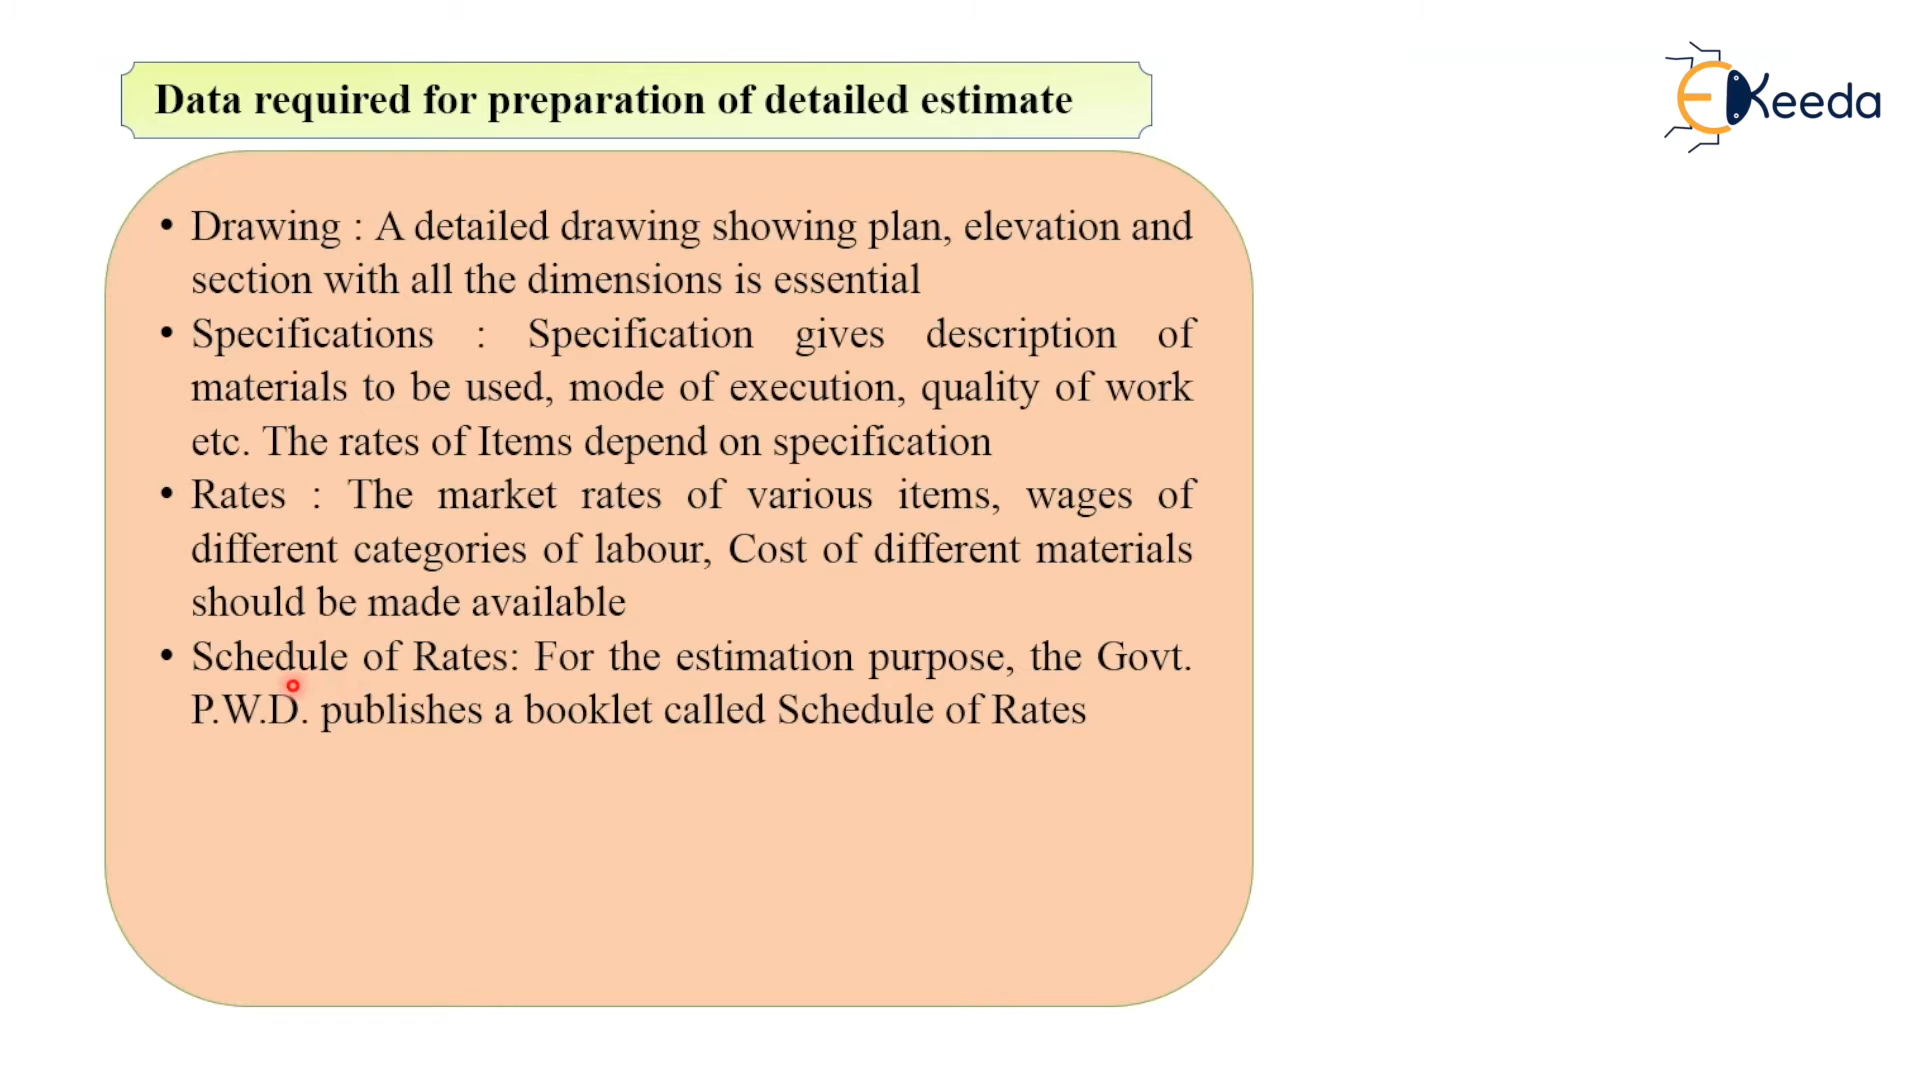 Data required for preparation of detailed estimate
EKeeda
• Drawing : A detailed drawing showing plan, elevation and
section with all the dimensions is essential
• Specifications : Specification gives description of
materials to be used, mode of execution, quality of work
etc. The rates of Items depend on specification
• Rates : The market rates of various items, wages of
different categories of labour, Cost of different materials
should be made available
• Schedule of Rates: For the estimation purpose, the Govt.
P.W.D. publishes a booklet called Schedule of Rates